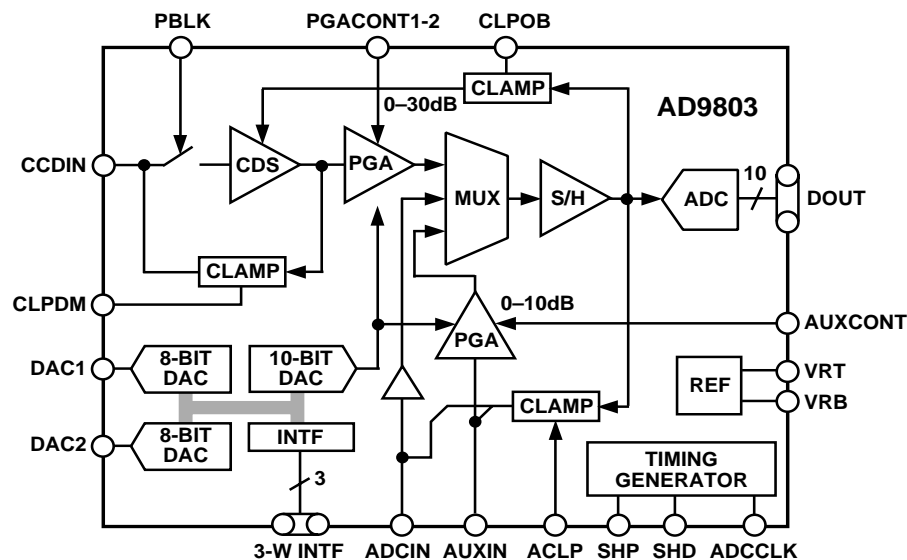 PBLK
PGACONT1-2
CLPOB
CLAMP
0–30dB
AD9803
CCDIN
CDS
PGA
MUX
S/H
10
ADC
DOUT
CLAMP
CLPDM
0–10dB
PGA
AUXCONT
DAC1
8-BIT
DAC
10-BIT
DAC
REF
VRT
VRB
CLAMP
DAC2
8-BIT
DAC
INTF
3
TIMING
GENERATOR
3-W INTF
ADCIN
AUXIN
ACLP
SHP
SHD
ADCCLK